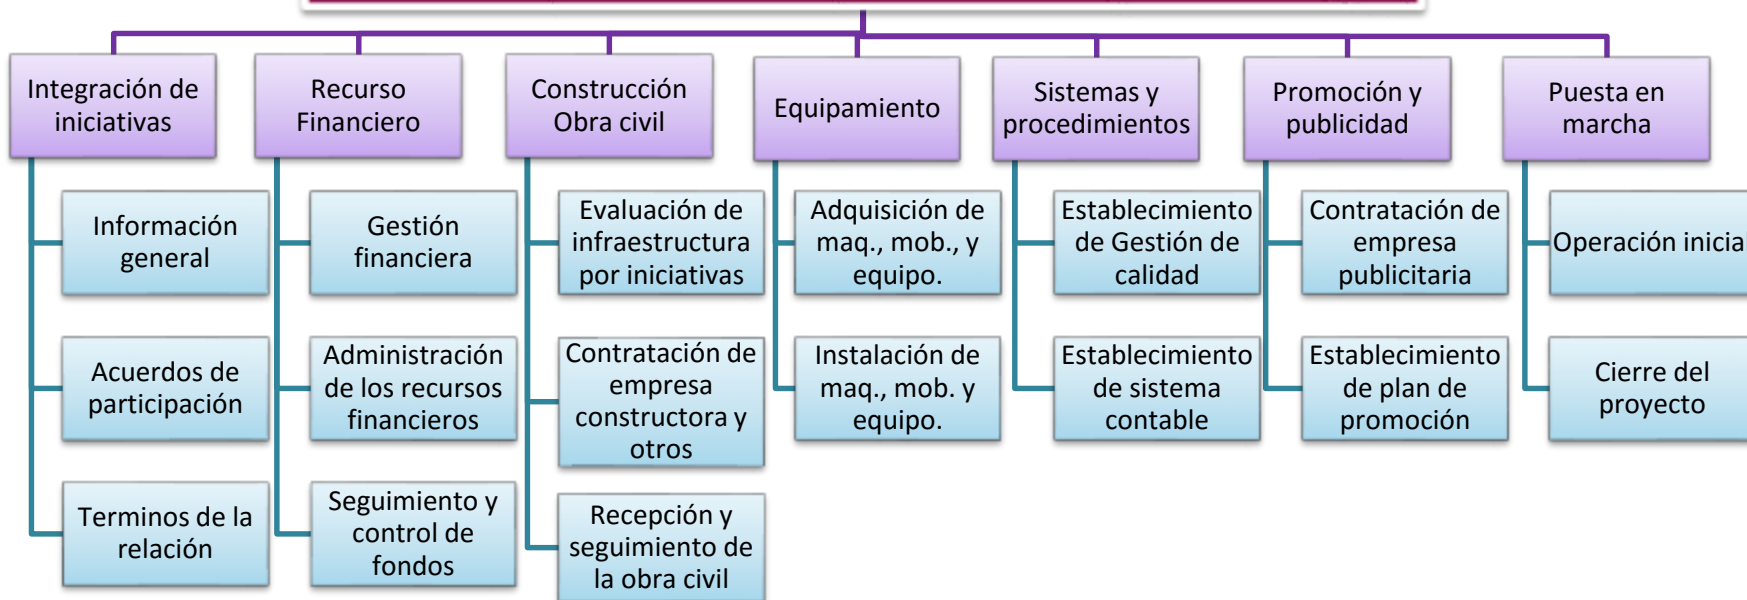 Integración de
iniciativas
Recurso
Financiero
Construcción
Obra civil
Equipamiento
Sistemas y
procedimientos
Promoción y
publicidad
Puesta en
marcha
Información
general
Acuerdos de
participación
Terminos de la
relación
Gestión
financiera
Administración
de los recursos
financieros
Seguimiento y
control de
fondos
Evaluación de
infraestructura
por iniciativas
Contratación de
empresa
constructora y
otros
Recepción y
seguimiento de
la obra civil
Adquisición de
maq., mob., y
equipo.
Instalación de
maq., mob. y
equipo.
Establecimiento
de Gestión de
calidad
Establecimiento
de sistema
contable
Contratación de
empresa
publicitaria
Establecimiento
de plan de
promoción
Operación inicial
Cierre del
proyecto